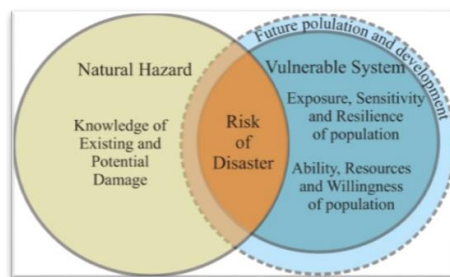 Future polulation and development
Natural Hazard
Vulnerable System
Knowledge of
Existing and
Potential
Damage
Risk
of
Disaster
Exposure, Sensitivity
and Resilience
of population
Ability, Resources
and Willingness
of population